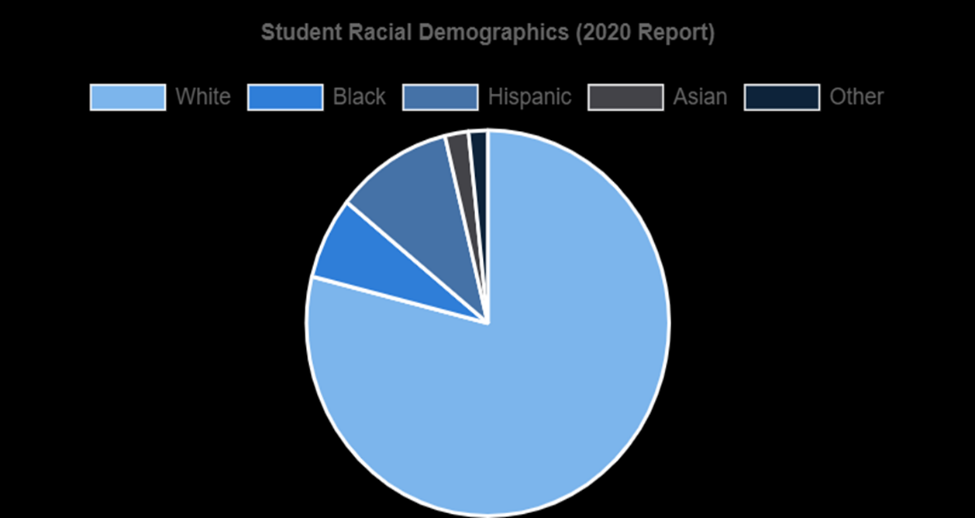 Student Racial Demographics (2020 Report)
White Black Hispanic Asian Other